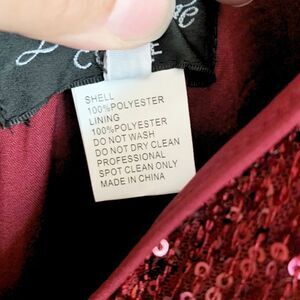 SHELL
100%POLYESTER
LINING
100%POLYESTER
DO NOT WASH
DO NOT DRY CLEAN
PROFESSIONAL
SPOT CLEAN ONLY
MADE IN CHINA